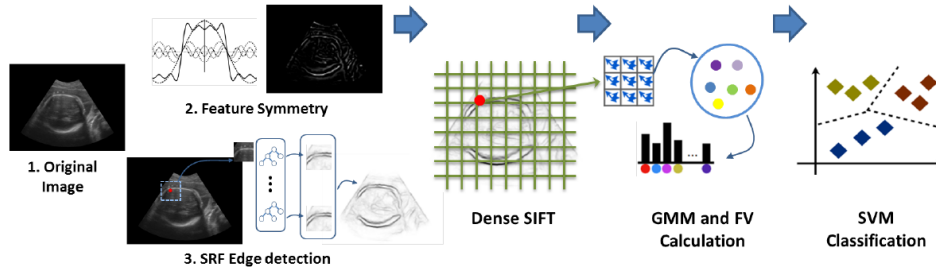 2. Feature Symmetry
1. Original
Image
3. SRF Edge detection
Dense SIFT
GMM and FV
Calculation
...
SVM
Classification